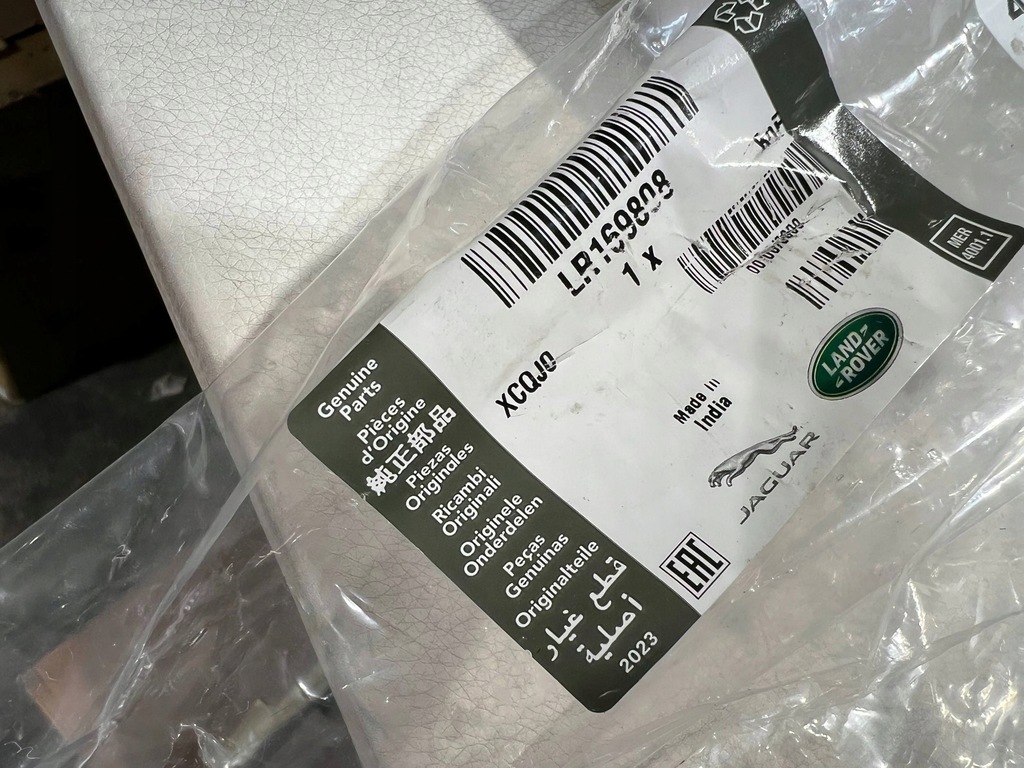 LR169808
1 x
XCQJ0
Made in
India
MER
4001.1
LAND-
-ROVER
JAGUAR
EAC
Genuine
Parts
Pièces
d'Origine
純正部品
Piezas
Originales
Ricambi
Originali
Originele
Onderdelen
Peças
Genuínas
Originalteile
قطع غيار
أصلية
2023